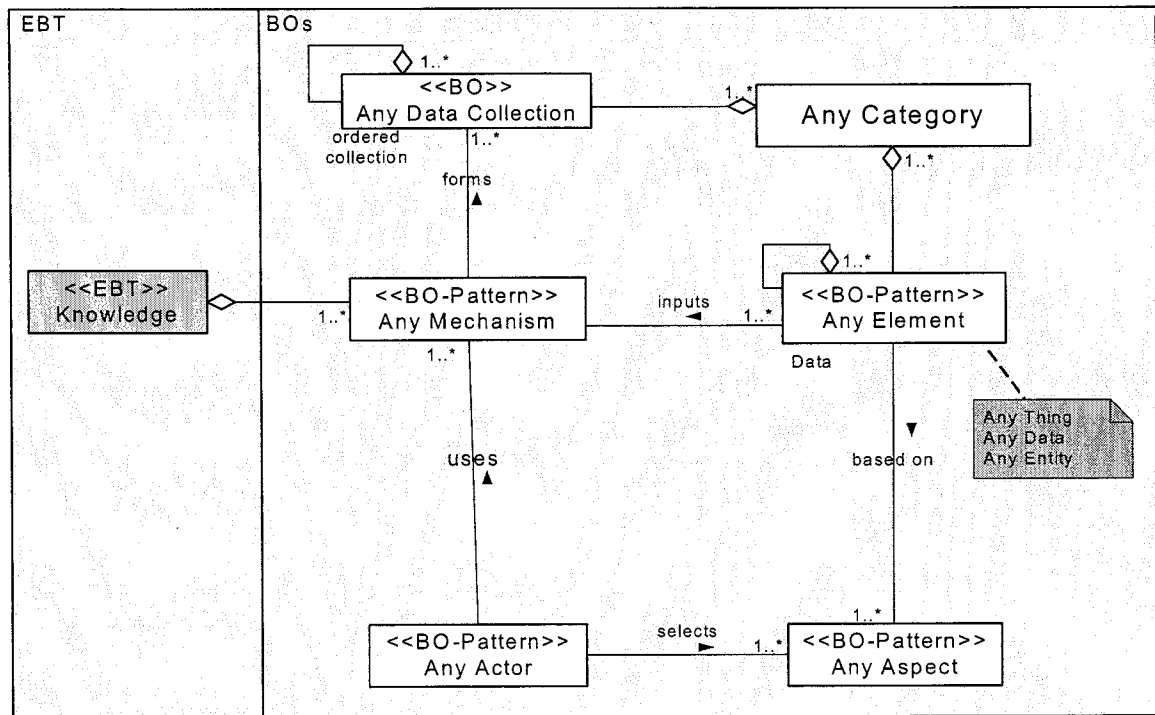 EBT
BOs
1..*
<<BO>>
Any Data Collection
ordered
collection
1..*
1..*
Any Category
1..*
forms
<<EBT>>
Knowledge
1..*
<<BO-Pattern>>
Any Mechanism
1..*
inputs
1..*
1..*
<<BO-Pattern>>
Any Element
Data
Any Thing
Any Data
Any Entity
uses
based on
<<BO-Pattern>>
Any Actor
selects
1..*
1..*
<<BO-Pattern>>
Any Aspect